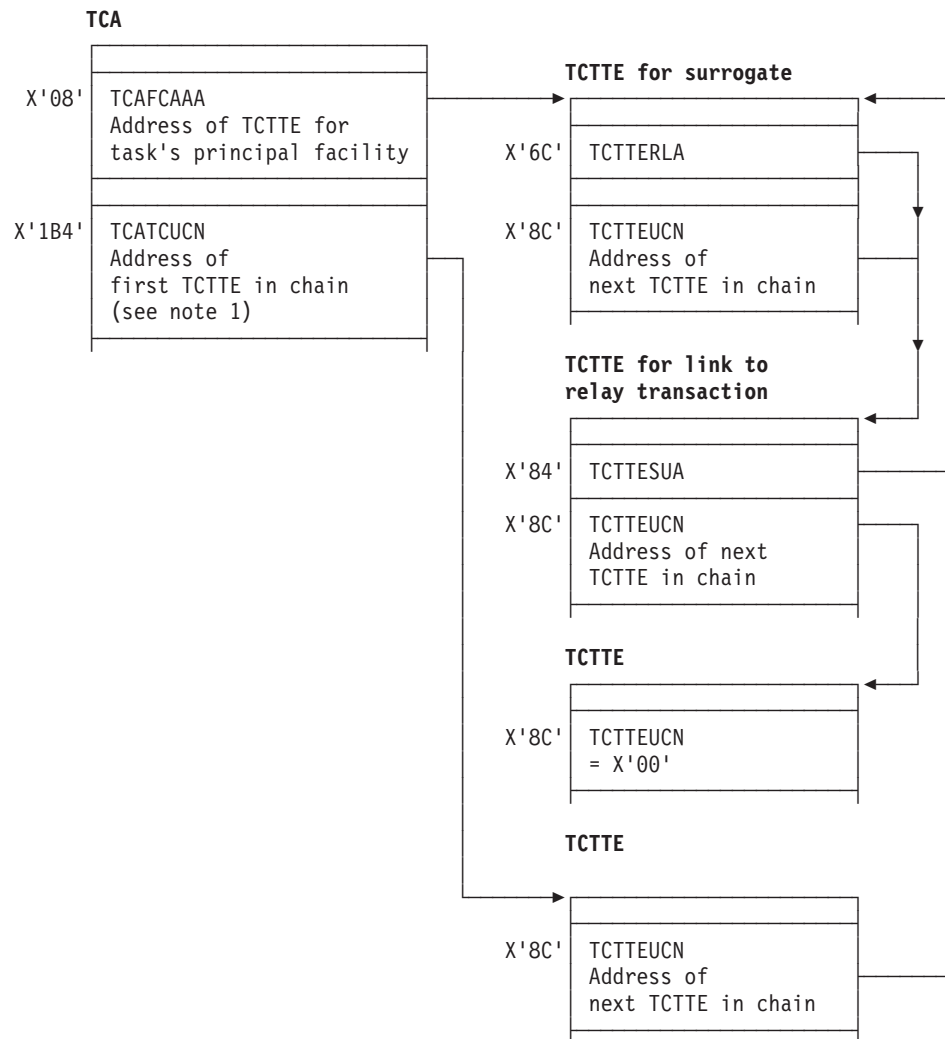 TCA
X'08'
TCAFCAAA
Address of TCTTE for
task's principal facility
X'1B4'
TCATCUCN
Address of
first TCTTE in chain
(see note 1)
TCTTE for surrogate
X'6C'
TCTTERLA
X'8C'
TCTTEUCN
Address of
next TCTTE in chain
TCTTE for link to
relay transaction
X'84'
TCTTESUA
X'8C'
TCTTEUCN
Address of next
TCTTE in chain
TCTTE
X'8C'
TCTTEUCN
= X'00'
TCTTE
X'8C'
TCTTEUCN
Address of
next TCTTE in chain